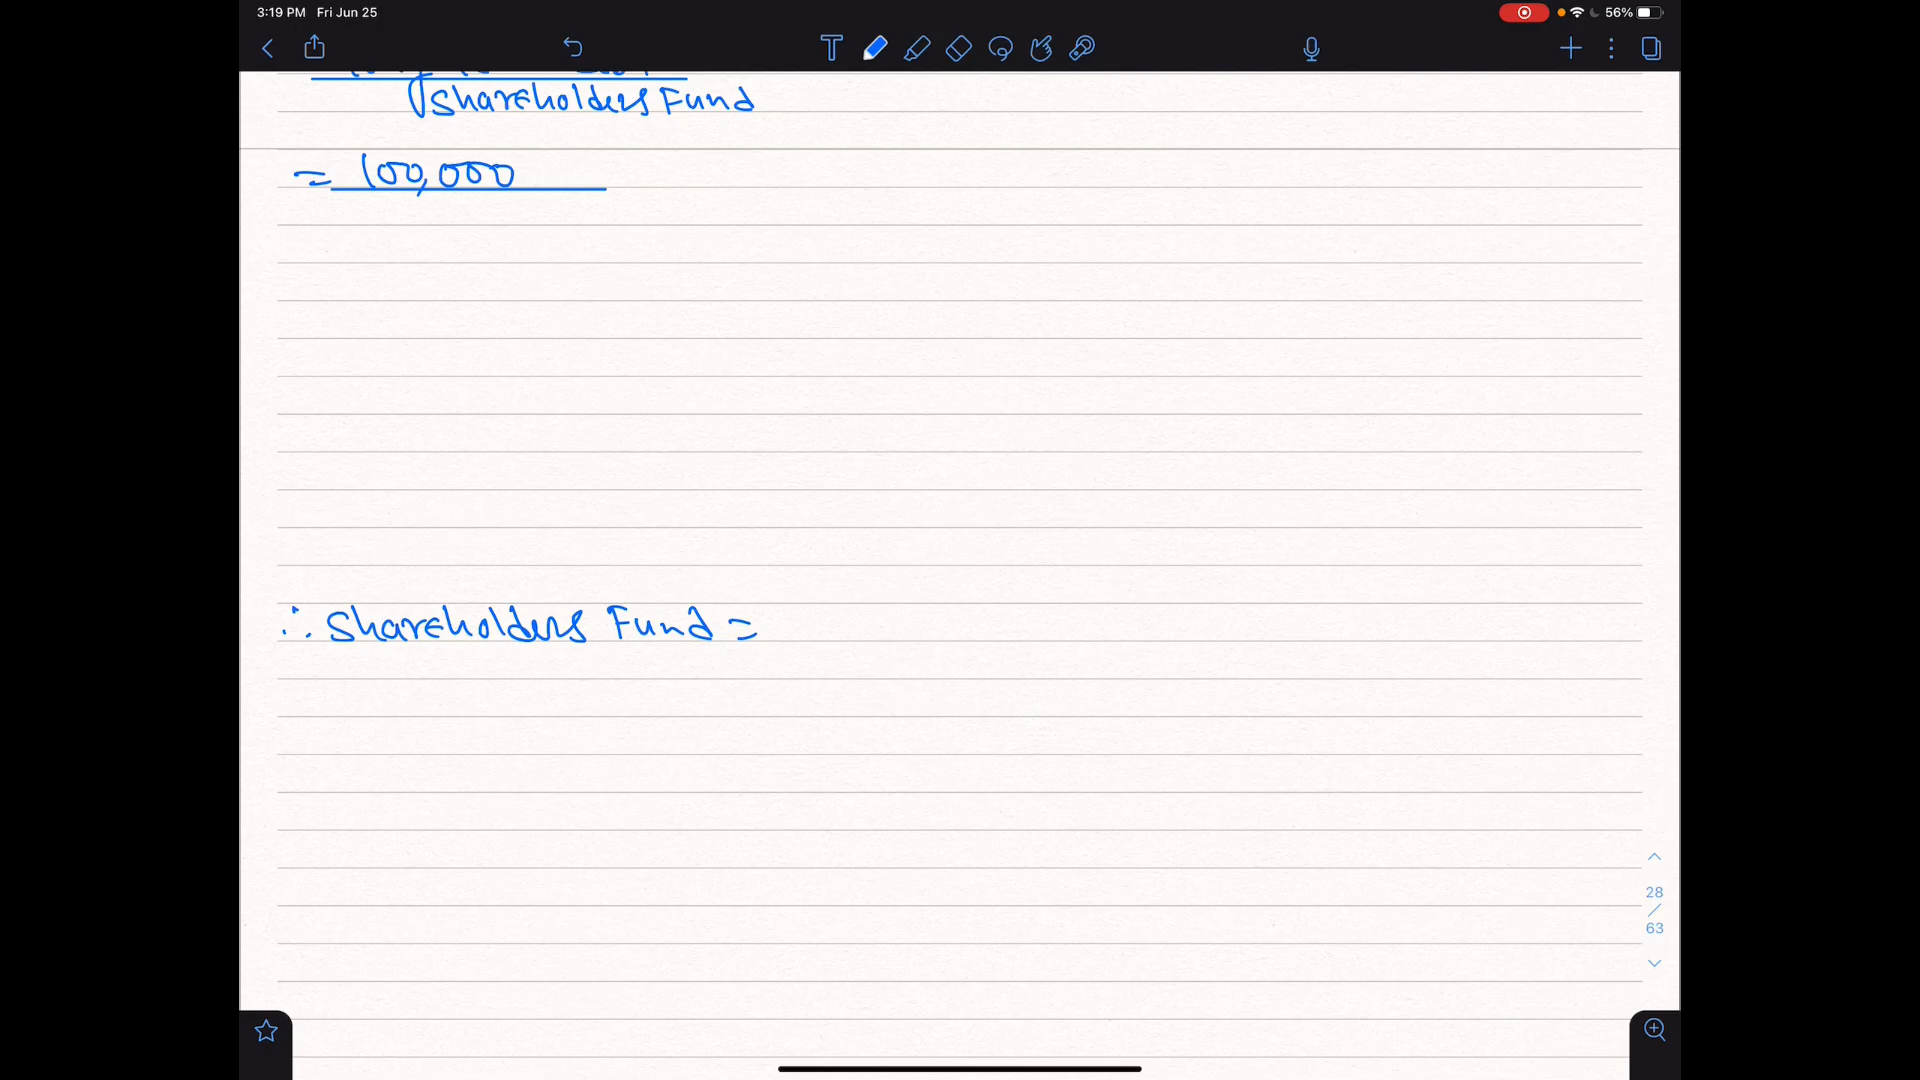 3:19 PM Fri Jun 25 56%
T
Shareholders Fund
= 100,000
∴ Shareholders Fund =
28
/
63